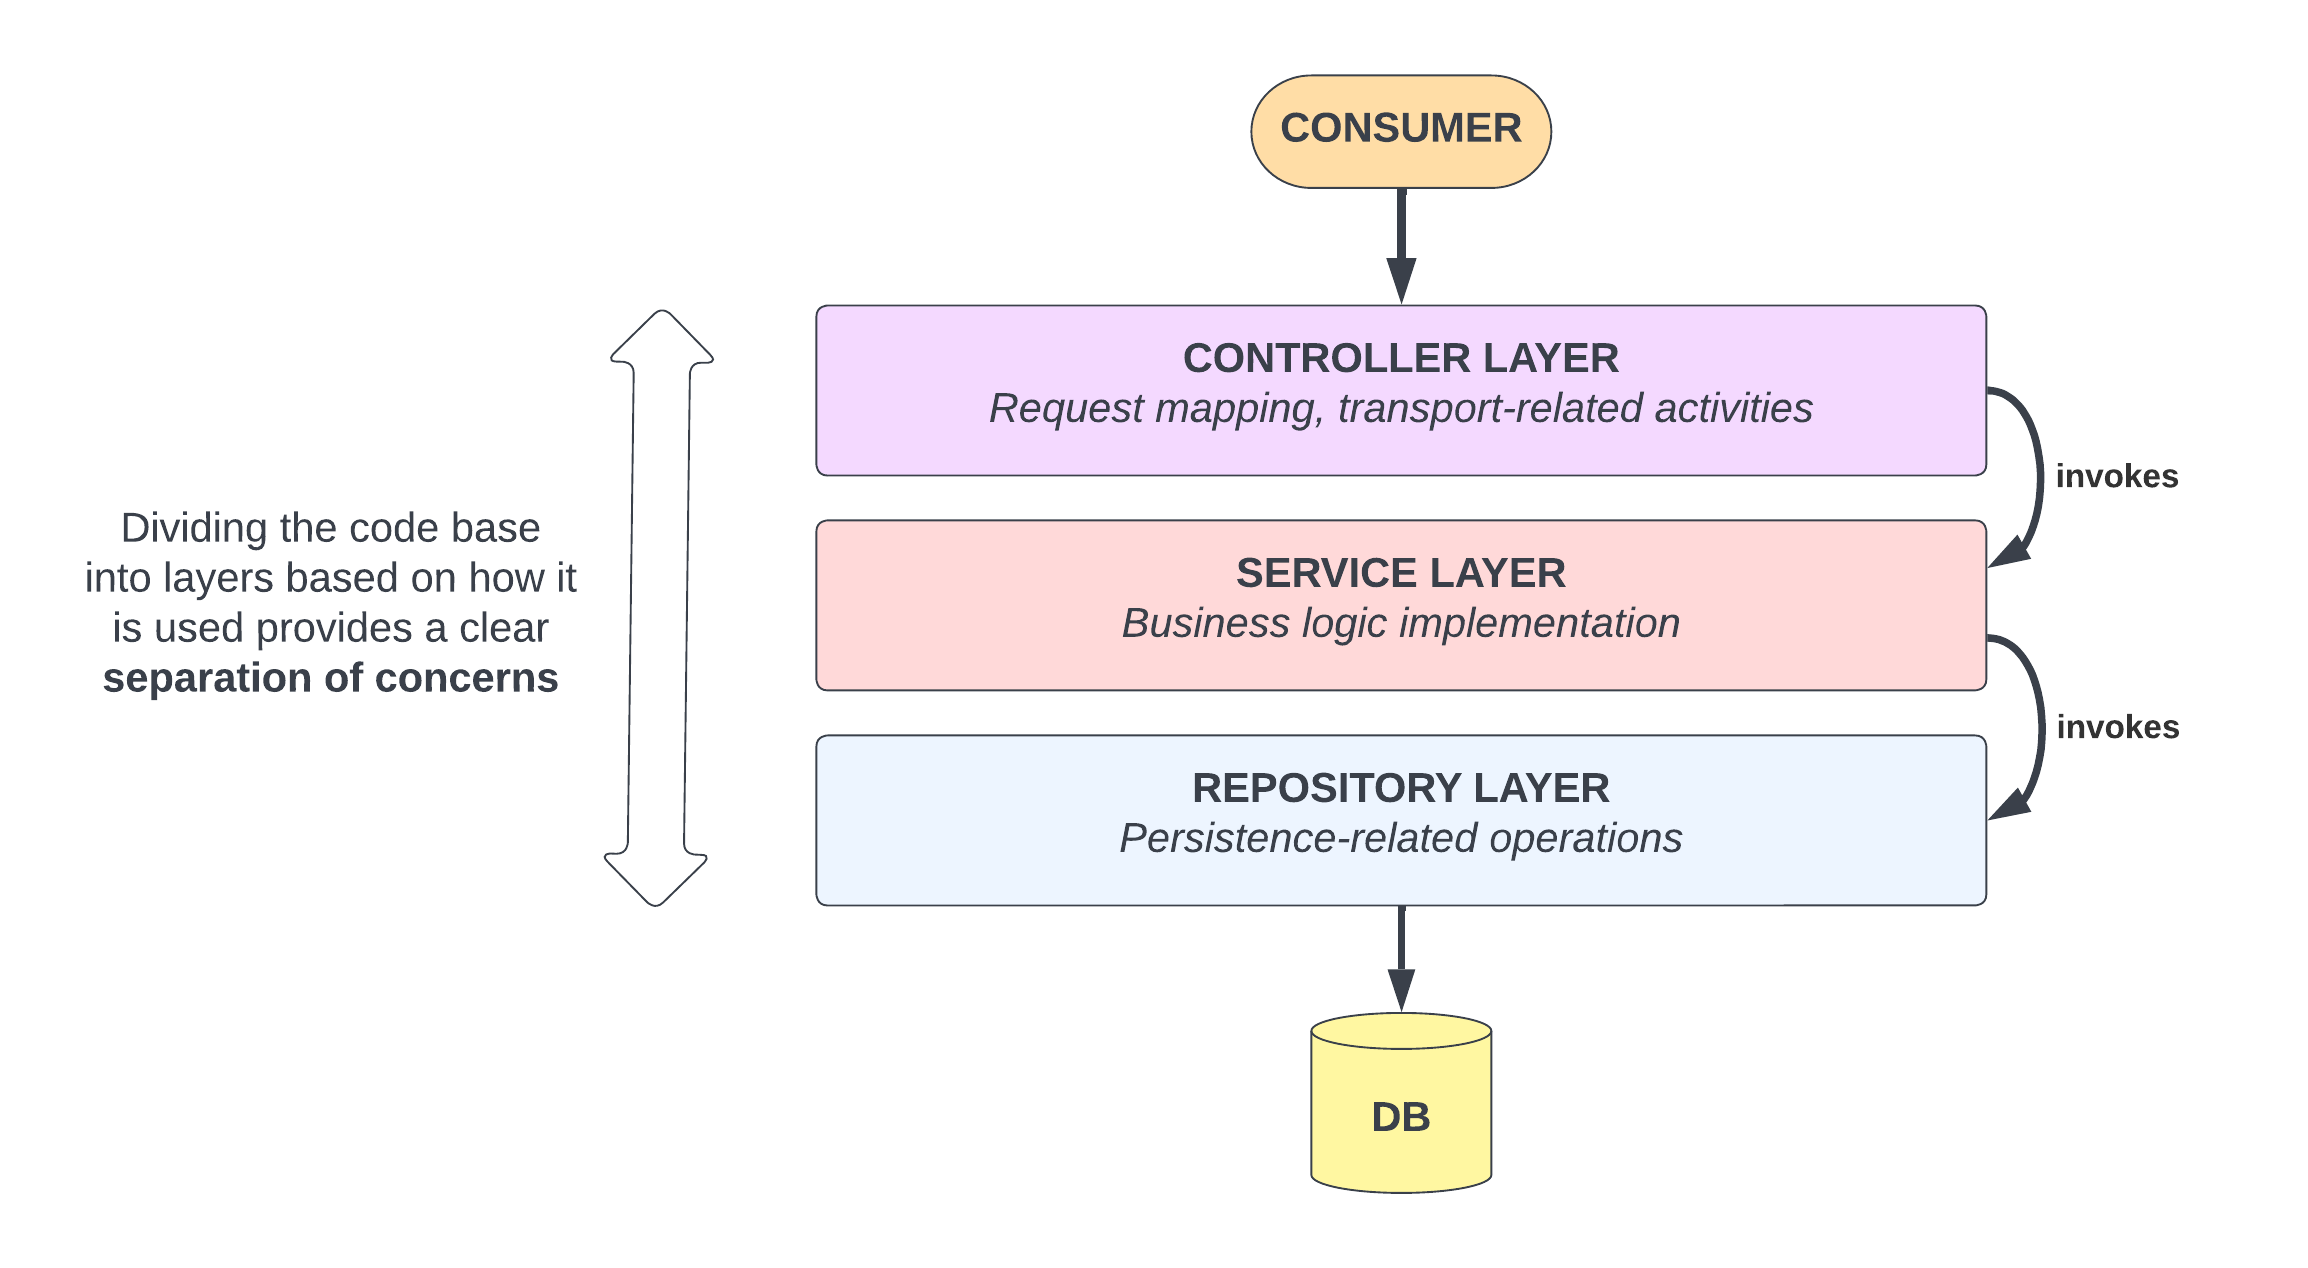 CONSUMER
CONTROLLER LAYER
Request mapping, transport-related activities
invokes
Dividing the code base
into layers based on how it
is used provides a clear
separation of concerns
SERVICE LAYER
Business logic implementation
invokes
REPOSITORY LAYER
Persistence-related operations
DB